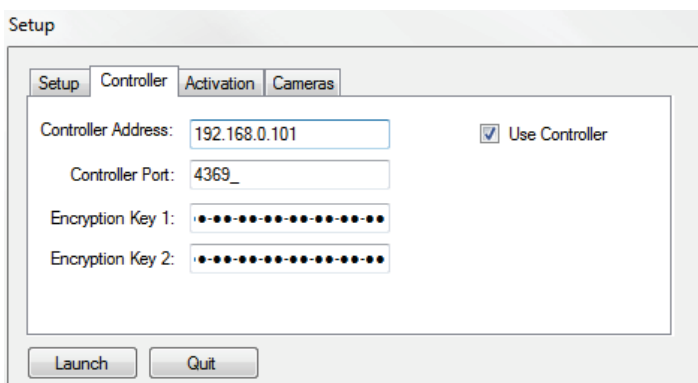 Setup
Setup Controller Activation Cameras
Controller Address: 192.168.0.101 Use Controller
Controller Port: 4369_
Encryption Key 1: •-••-••-••-••-••-••-••
Encryption Key 2: •-••-••-••-••-••-••-••
Launch Quit